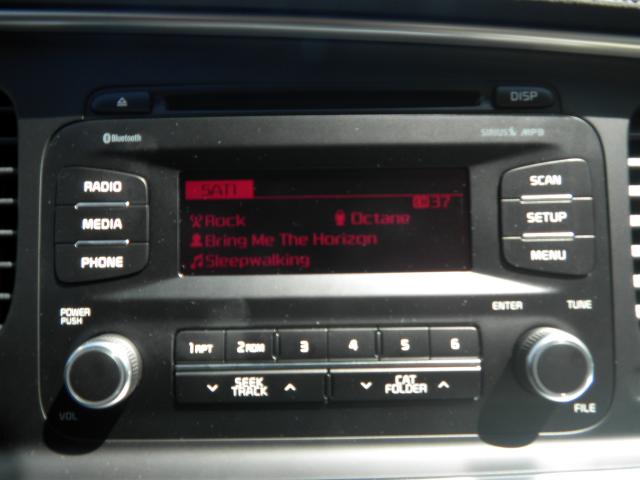 DISP
Bluetooth
SIRIUS MP3
RADIO
MEDIA
PHONE
SAT1
CH 37
Rock Octane
Bring Me The Horizon
Sleepwalking
SCAN
SETUP
MENU
POWER
PUSH
VOL
1 RPT 2 RDM 3 4 5 6
SEEK
TRACK
CAT
FOLDER
ENTER TUNE
FILE